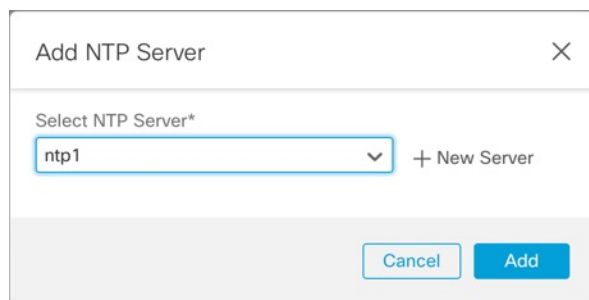 Add NTP Server
Select NTP Server*
ntp1
+ New Server
Cancel
Add